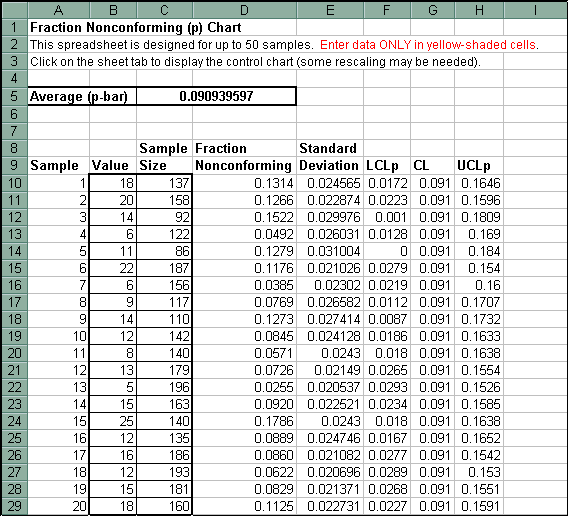 A B C D E F G H I
1 Fraction Nonconforming (p) Chart
2 This spreadsheet is designed for up to 50 samples. Enter data ONLY in yellow-shaded cells.
3 Click on the sheet tab to display the control chart (some rescaling may be needed).
4
5 Average (p-bar) 0.090939597
6
7
8 Sample Fraction Standard
9 Sample Value Size Nonconforming Deviation LCLp CL UCLp
10 1 18 137 0.1314 0.024565 0.0172 0.091 0.1646
11 2 20 158 0.1266 0.022874 0.0223 0.091 0.1596
12 3 14 92 0.1522 0.029976 0.001 0.091 0.1809
13 4 6 122 0.0492 0.026031 0.0128 0.091 0.169
14 5 11 86 0.1279 0.031004 0 0.091 0.184
15 6 22 187 0.1176 0.021026 0.0279 0.091 0.154
16 7 6 156 0.0385 0.02302 0.0219 0.091 0.16
17 8 9 117 0.0769 0.026582 0.0112 0.091 0.1707
18 9 14 110 0.1273 0.027414 0.0087 0.091 0.1732
19 10 12 142 0.0845 0.024128 0.0186 0.091 0.1633
20 11 8 140 0.0571 0.0243 0.018 0.091 0.1638
21 12 13 179 0.0726 0.02149 0.0265 0.091 0.1554
22 13 5 196 0.0255 0.020537 0.0293 0.091 0.1526
23 14 15 163 0.0920 0.022521 0.0234 0.091 0.1585
24 15 25 140 0.1786 0.0243 0.018 0.091 0.1638
25 16 12 135 0.0889 0.024746 0.0167 0.091 0.1652
26 17 16 186 0.0860 0.021082 0.0277 0.091 0.1542
27 18 12 193 0.0622 0.020696 0.0289 0.091 0.153
28 19 15 181 0.0829 0.021371 0.0268 0.091 0.1551
29 20 18 160 0.1125 0.022731 0.0227 0.091 0.1591